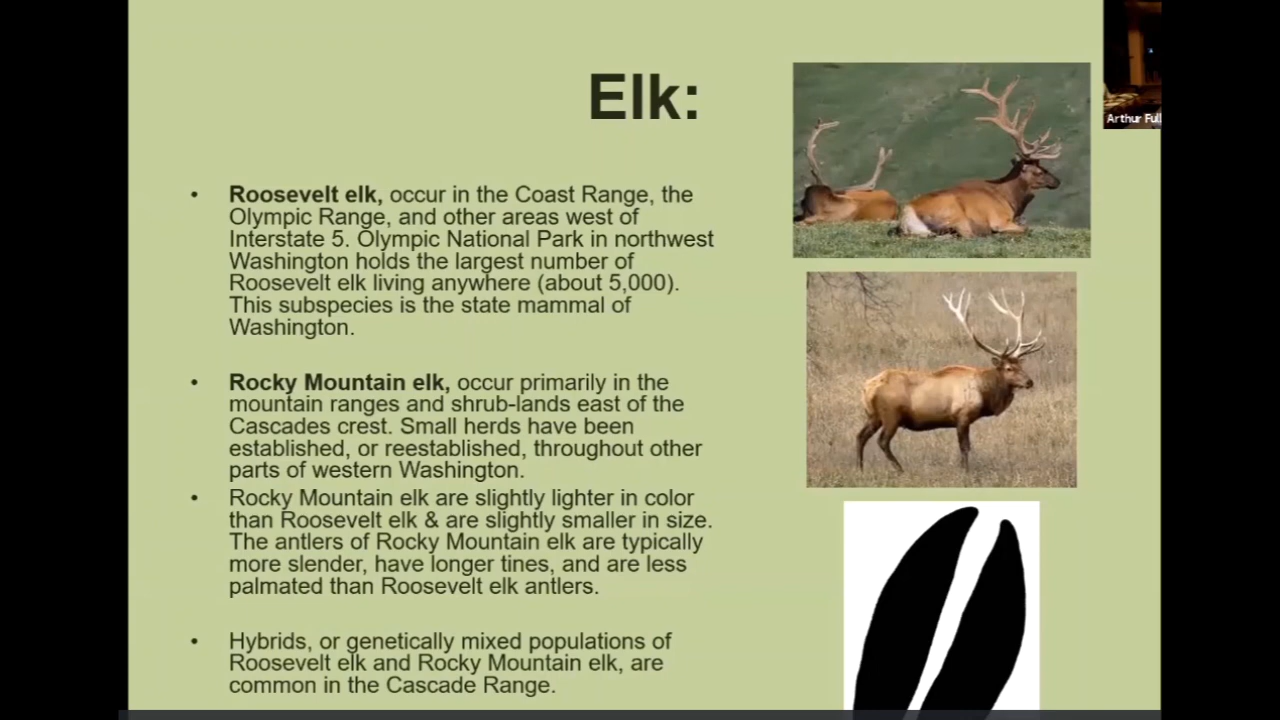 Elk:
Arthur Ful
• Roosevelt elk, occur in the Coast Range, the
Olympic Range, and other areas west of
Interstate 5. Olympic National Park in northwest
Washington holds the largest number of
Roosevelt elk living anywhere (about 5,000).
This subspecies is the state mammal of
Washington.
• Rocky Mountain elk, occur primarily in the
mountain ranges and shrub-lands east of the
Cascades crest. Small herds have been
established, or reestablished, throughout other
parts of western Washington.
• Rocky Mountain elk are slightly lighter in color
than Roosevelt elk & are slightly smaller in size.
The antlers of Rocky Mountain elk are typically
more slender, have longer tines, and are less
palmated than Roosevelt elk antlers.
• Hybrids, or genetically mixed populations of
Roosevelt elk and Rocky Mountain elk, are
common in the Cascade Range.